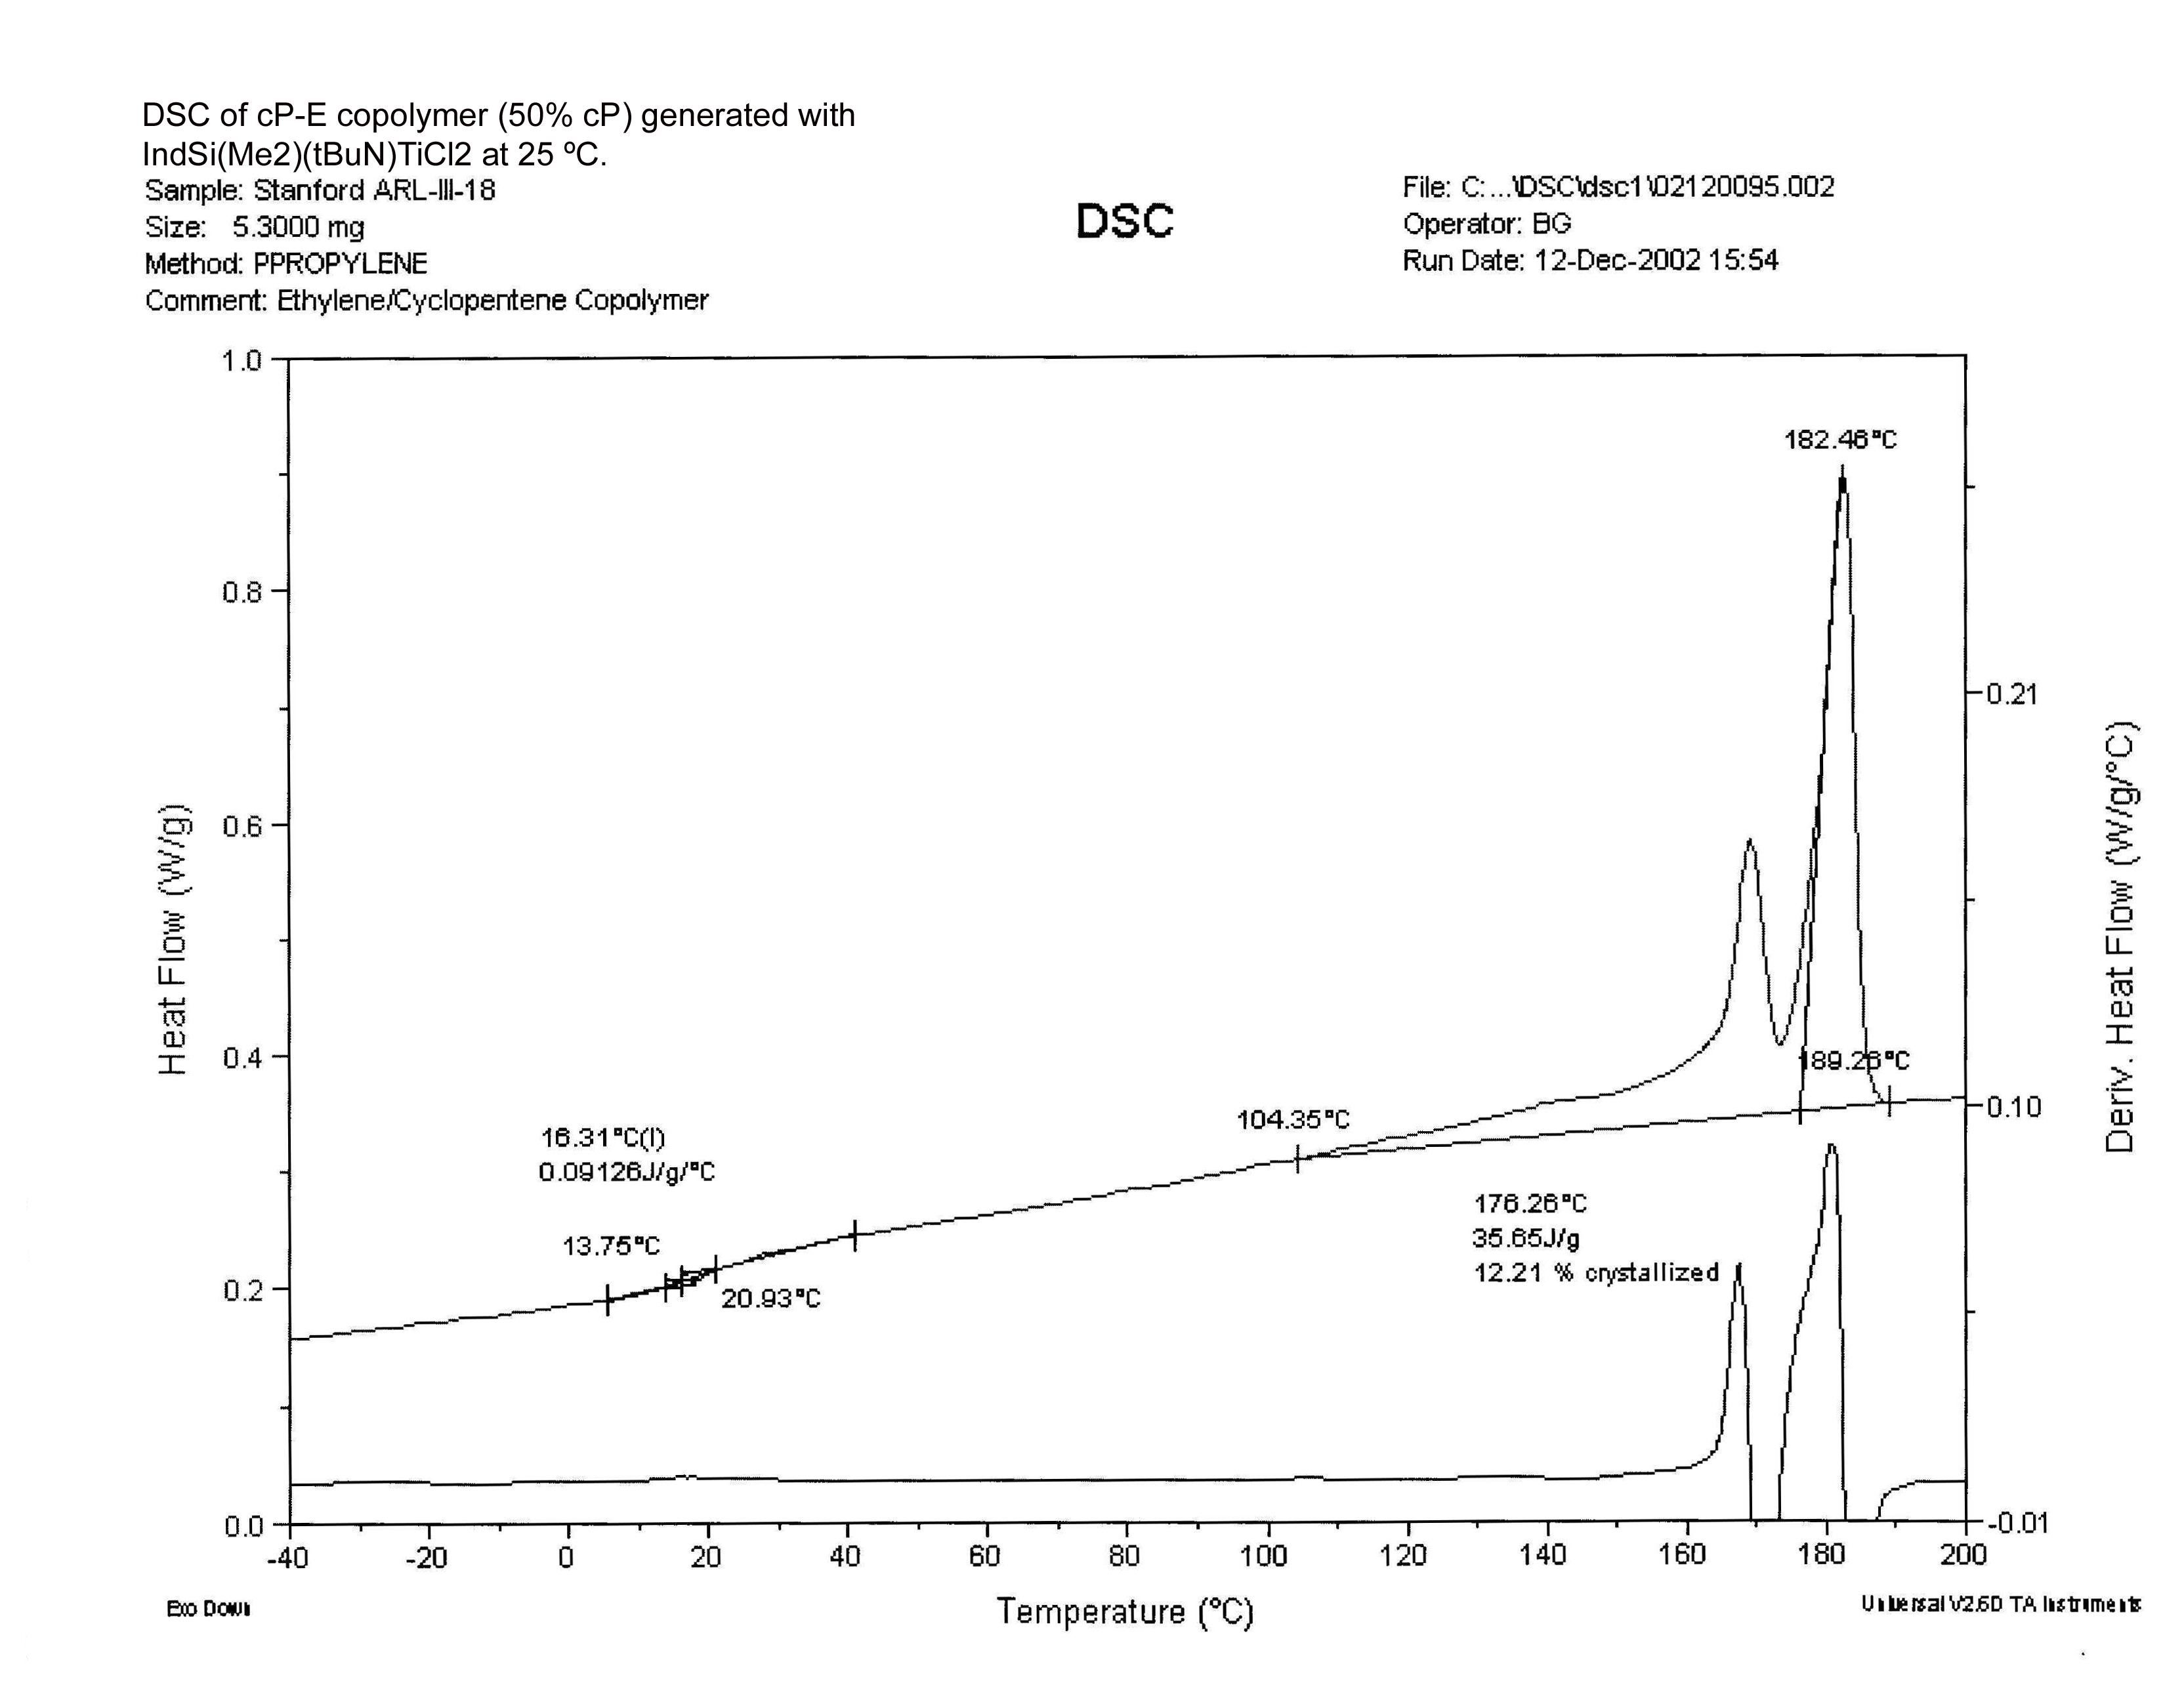 DSC of cP-E copolymer (50% cP) generated with
IndSi(Me2)(tBuN)TiCl2 at 25 ºC.
Sample: Stanford ARL-III-18
Size: 5.3000 mg
Method: PPROPYLENE
Comment: Ethylene/Cyclopentene Copolymer
DSC
File: C:...\DSC\dsc1\02120095.002
Operator: BG
Run Date: 12-Dec-2002 15:54
1.0
0.8
0.6
0.4
0.2
0.0
Heat Flow (W/g)
182.46°C
189.26°C
104.35°C
16.31°C(I)
0.09126J/g/°C
13.75°C
20.93°C
176.26°C
35.65J/g
12.21 % crystallized
0.21
0.10
-0.01
Deriv. Heat Flow (W/g/°C)
-40 -20 0 20 40 60 80 100 120 140 160 180 200
Temperature (°C)
Exo Down
Universal V2.6D TA Instruments